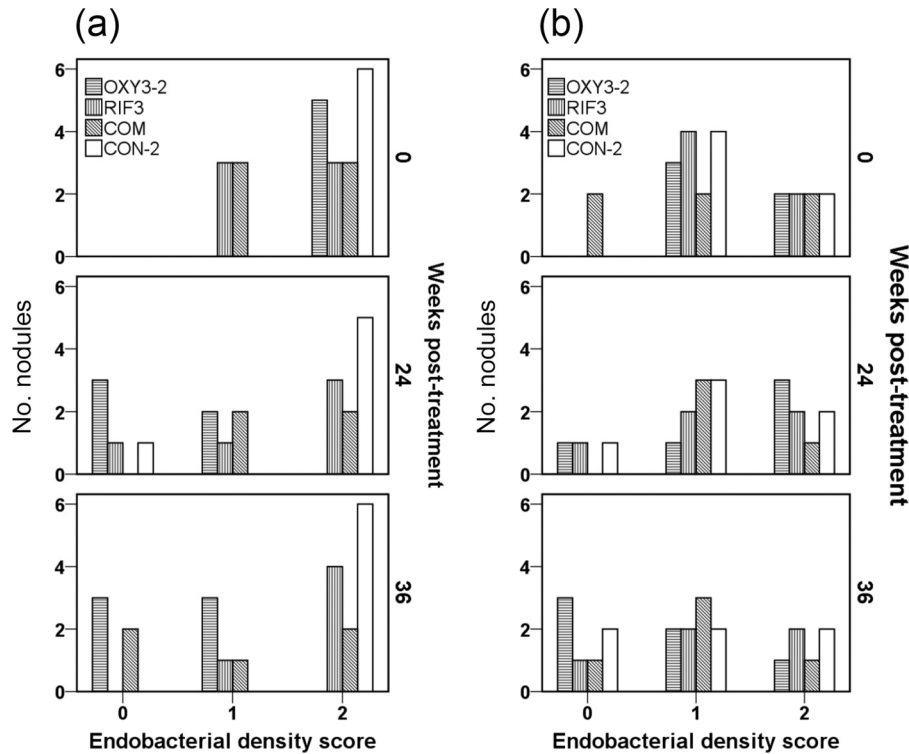 (a)
(b)
6
4
2
0
OXY3-2
RIF3
COM
CON-2
0
6
4
2
0
OXY3-2
RIF3
COM
CON-2
0
6
4
2
0
24
6
4
2
0
24
6
4
2
0
36
6
4
2
0
36
No. nodules
Weeks post-treatment
No. nodules
Weeks post-treatment
0 1 2
0 1 2
Endobacterial density score
Endobacterial density score